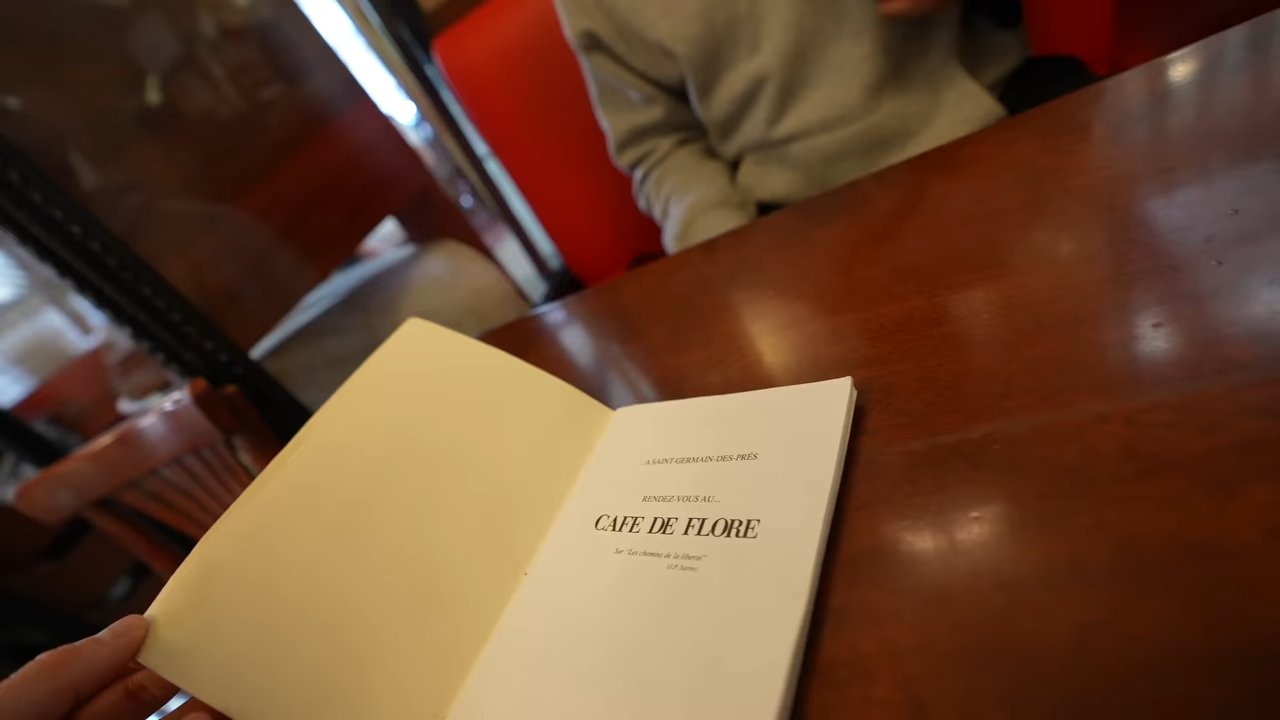 ...A SAINT-GERMAIN-DES-PRÉS
RENDEZ-VOUS AU...
CAFE DE FLORE
Sur "Les chemins de la liberté"
(J.P. Sartre)